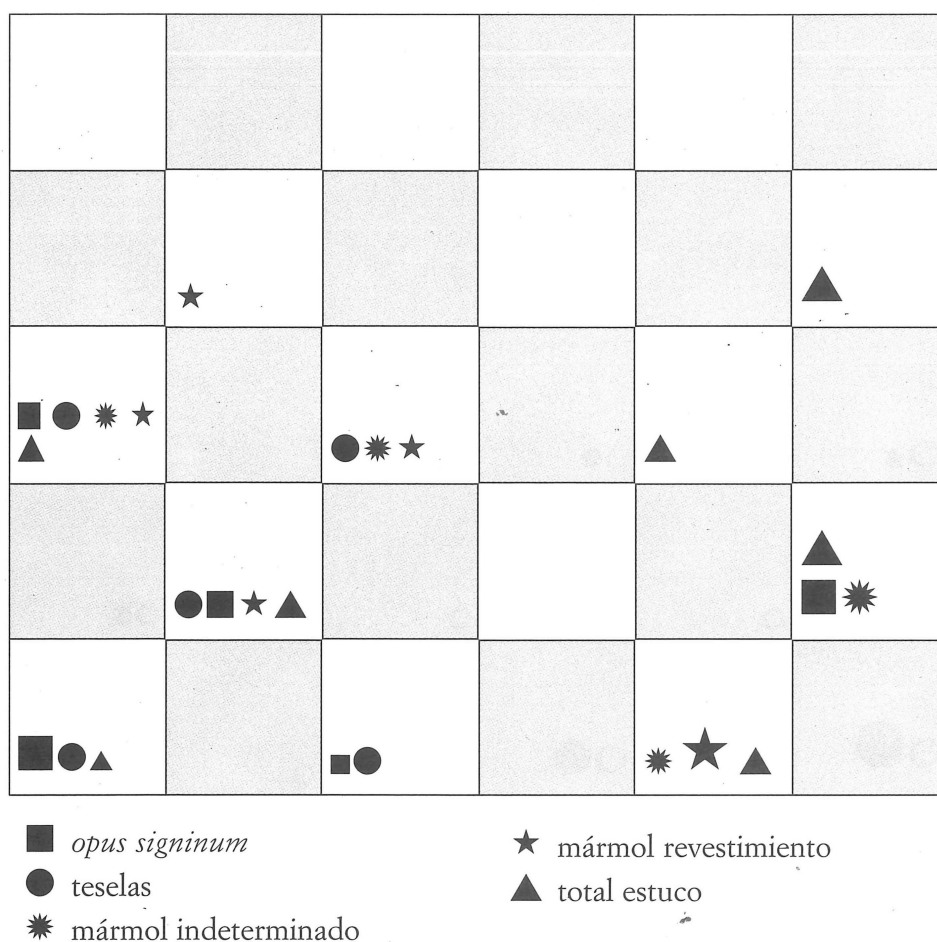 opus signinum
teselas
mármol indeterminado
mármol revestimiento
total estuco